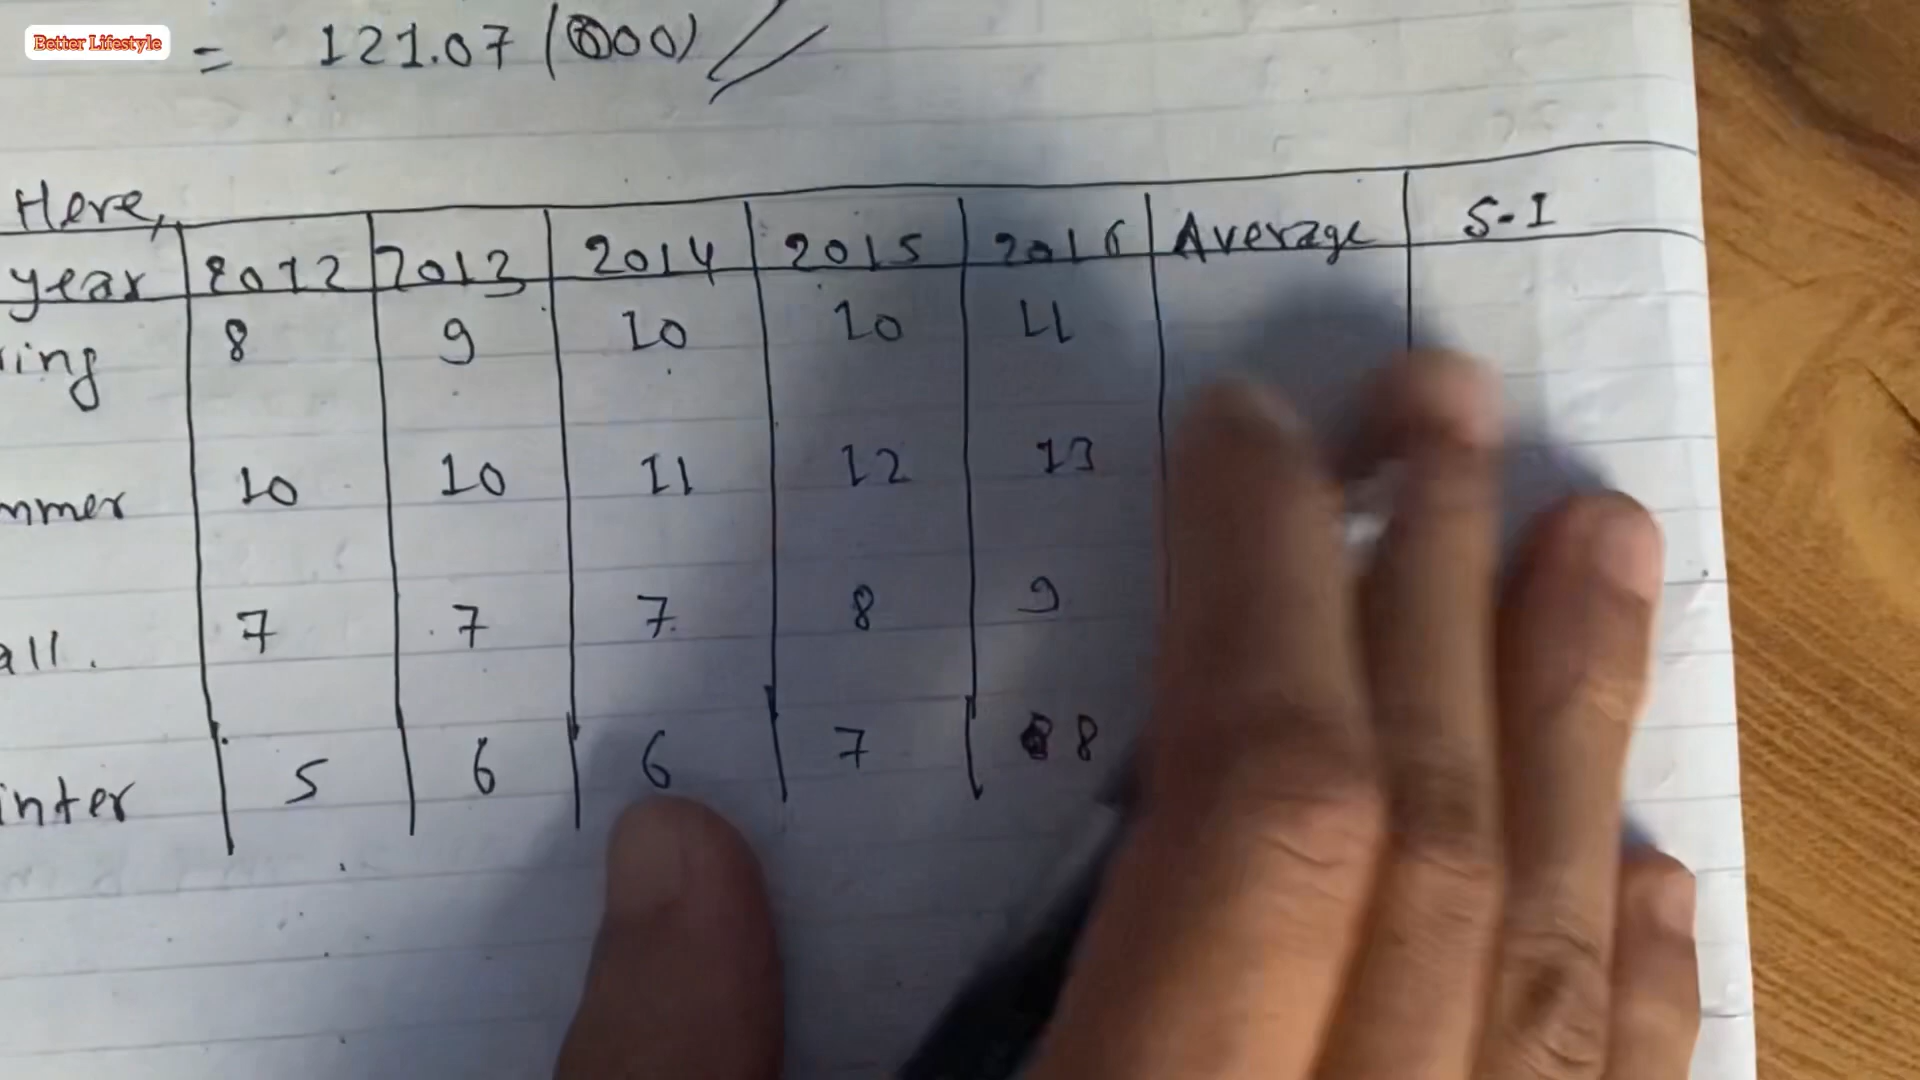 Better Lifestyle
= 121.07 (000)
Here,
year 2012 2013 2014 2015 2016 Average S-I
ring 8 9 10 10 11
mmer 10 10 11 12 13
all. 7 7 7 8 9
inter 5 6 6 7 8